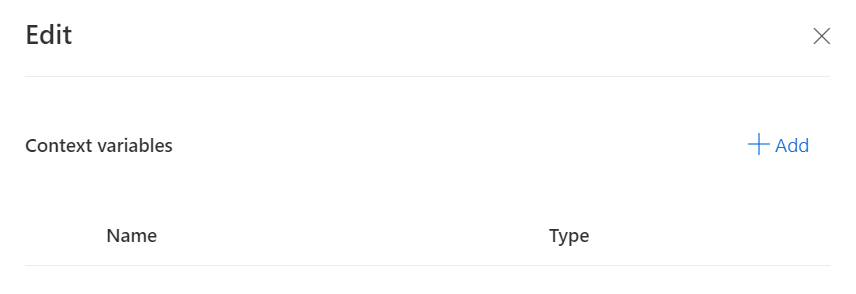 Edit
Context variables
Add
Name Type